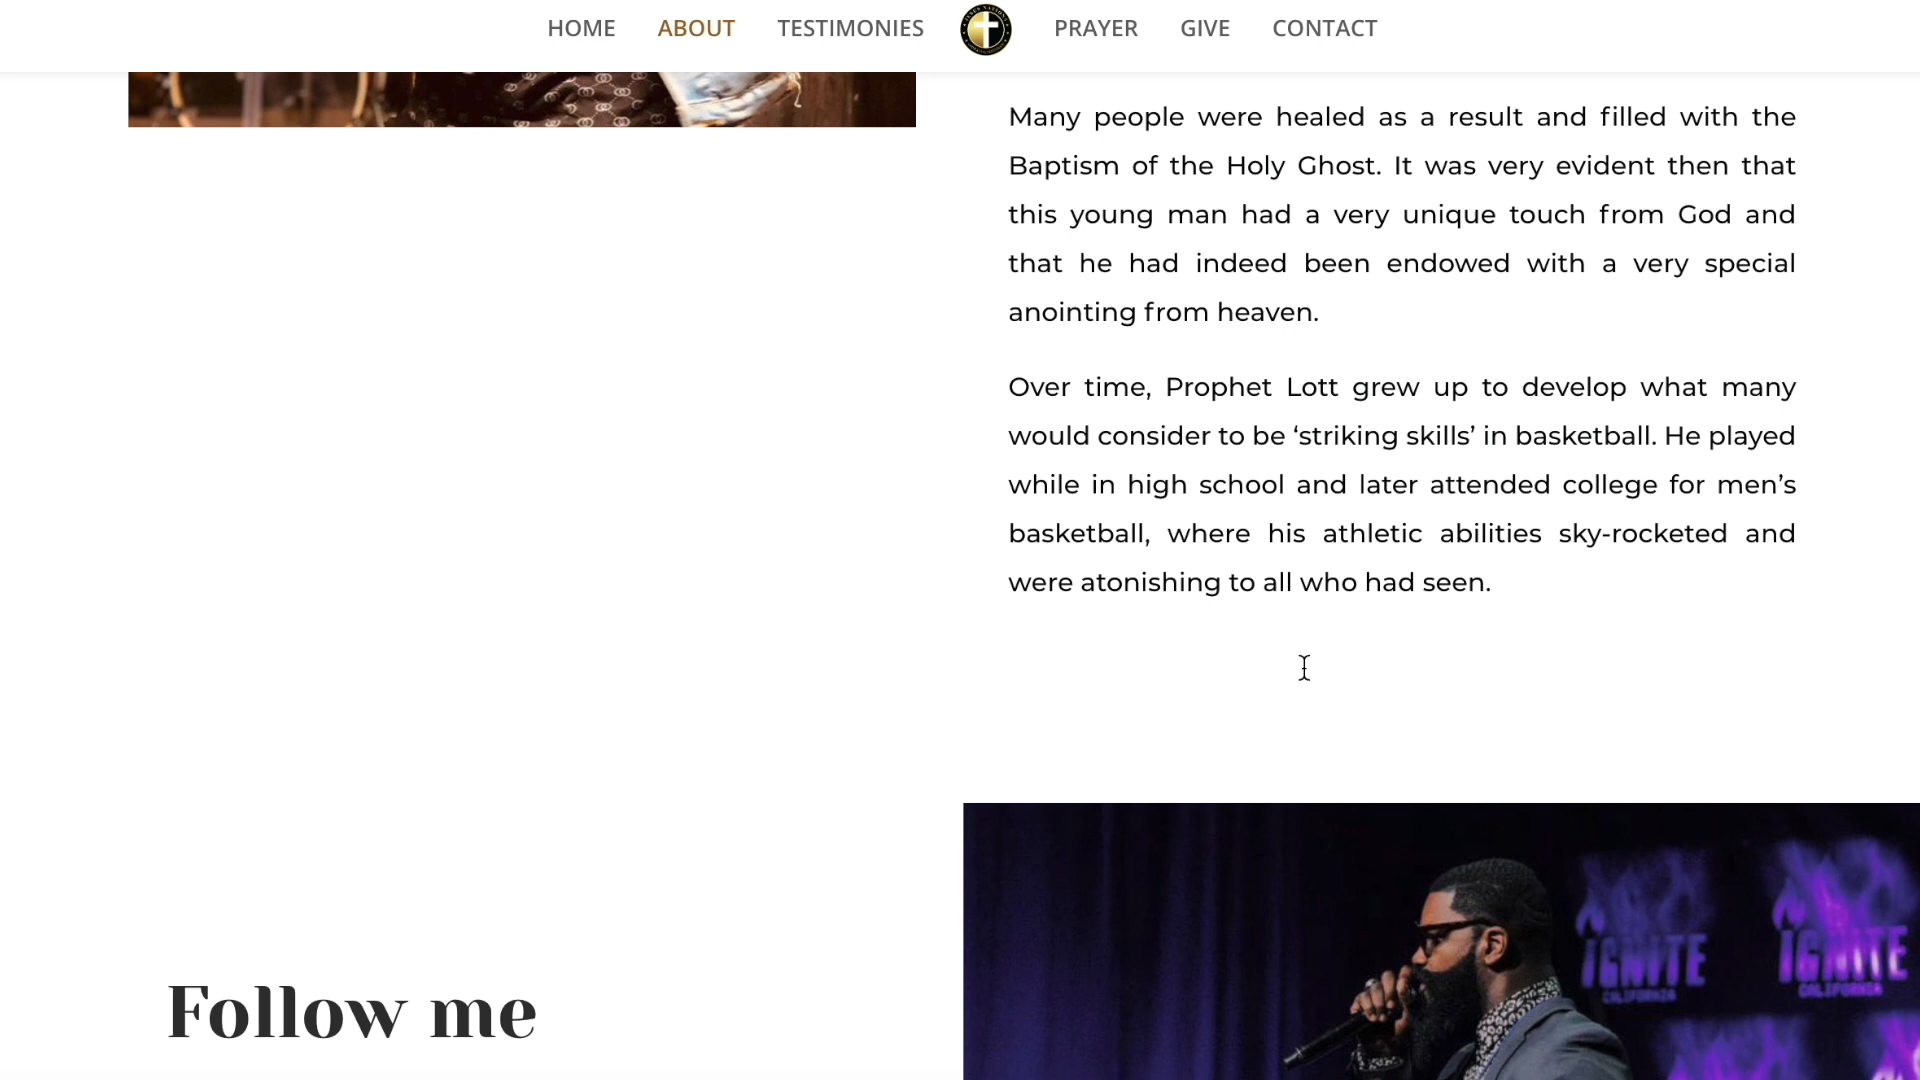 HOME ABOUT TESTIMONIES PRAYER GIVE CONTACT
Many people were healed as a result and filled with the
Baptism of the Holy Ghost. It was very evident then that
this young man had a very unique touch from God and
that he had indeed been endowed with a very special
anointing from heaven.
Over time, Prophet Lott grew up to develop what many
would consider to be ‘striking skills’ in basketball. He played
while in high school and later attended college for men’s
basketball, where his athletic abilities sky-rocketed and
were atonishing to all who had seen.
Follow me
IGNITE IGNITE
CALIFORNIA CALIFORNIA